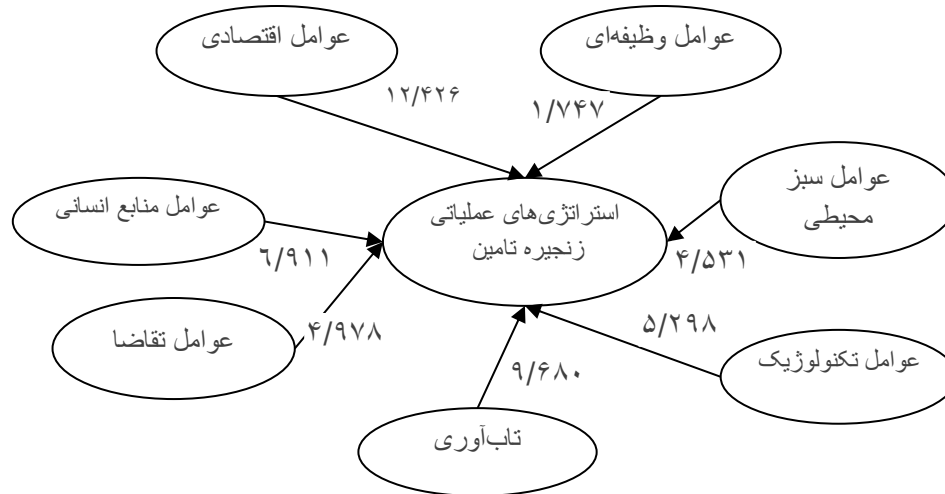 عوامل اقتصادی
عوامل وظیفه‌ای
۱۲/۴۲۶
۱/۷۴۷
عوامل سبز
محیطی
عوامل منابع انسانی
استراتژی‌های عملیاتی
زنجیره تامین
۶/۹۱۱
۴/۵۳۱
عوامل تقاضا
۴/۹۷۸
۵/۲۹۸
عوامل تکنولوژیک
۹/۶۸۰
تاب‌آوری